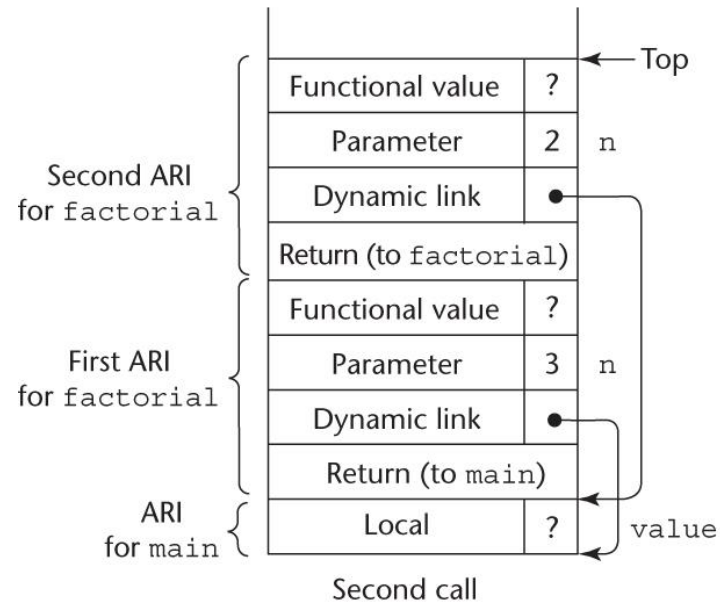 Top
Functional value ?
Parameter 2 n
Second ARI
for factorial
Dynamic link
Return (to factorial)
Functional value ?
First ARI
for factorial
Parameter 3 n
Dynamic link
Return (to main)
ARI
for main
Local ? value
Second call